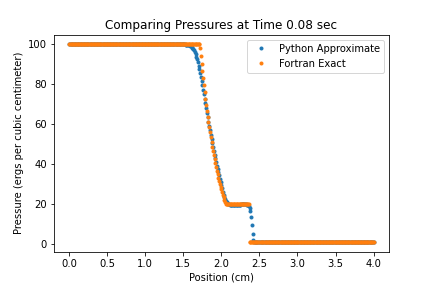 Comparing Pressures at Time 0.08 sec
Python Approximate
Fortran Exact
Pressure (ergs per cubic centimeter)
100
80
60
40
20
0
0.0 0.5 1.0 1.5 2.0 2.5 3.0 3.5 4.0
Position (cm)